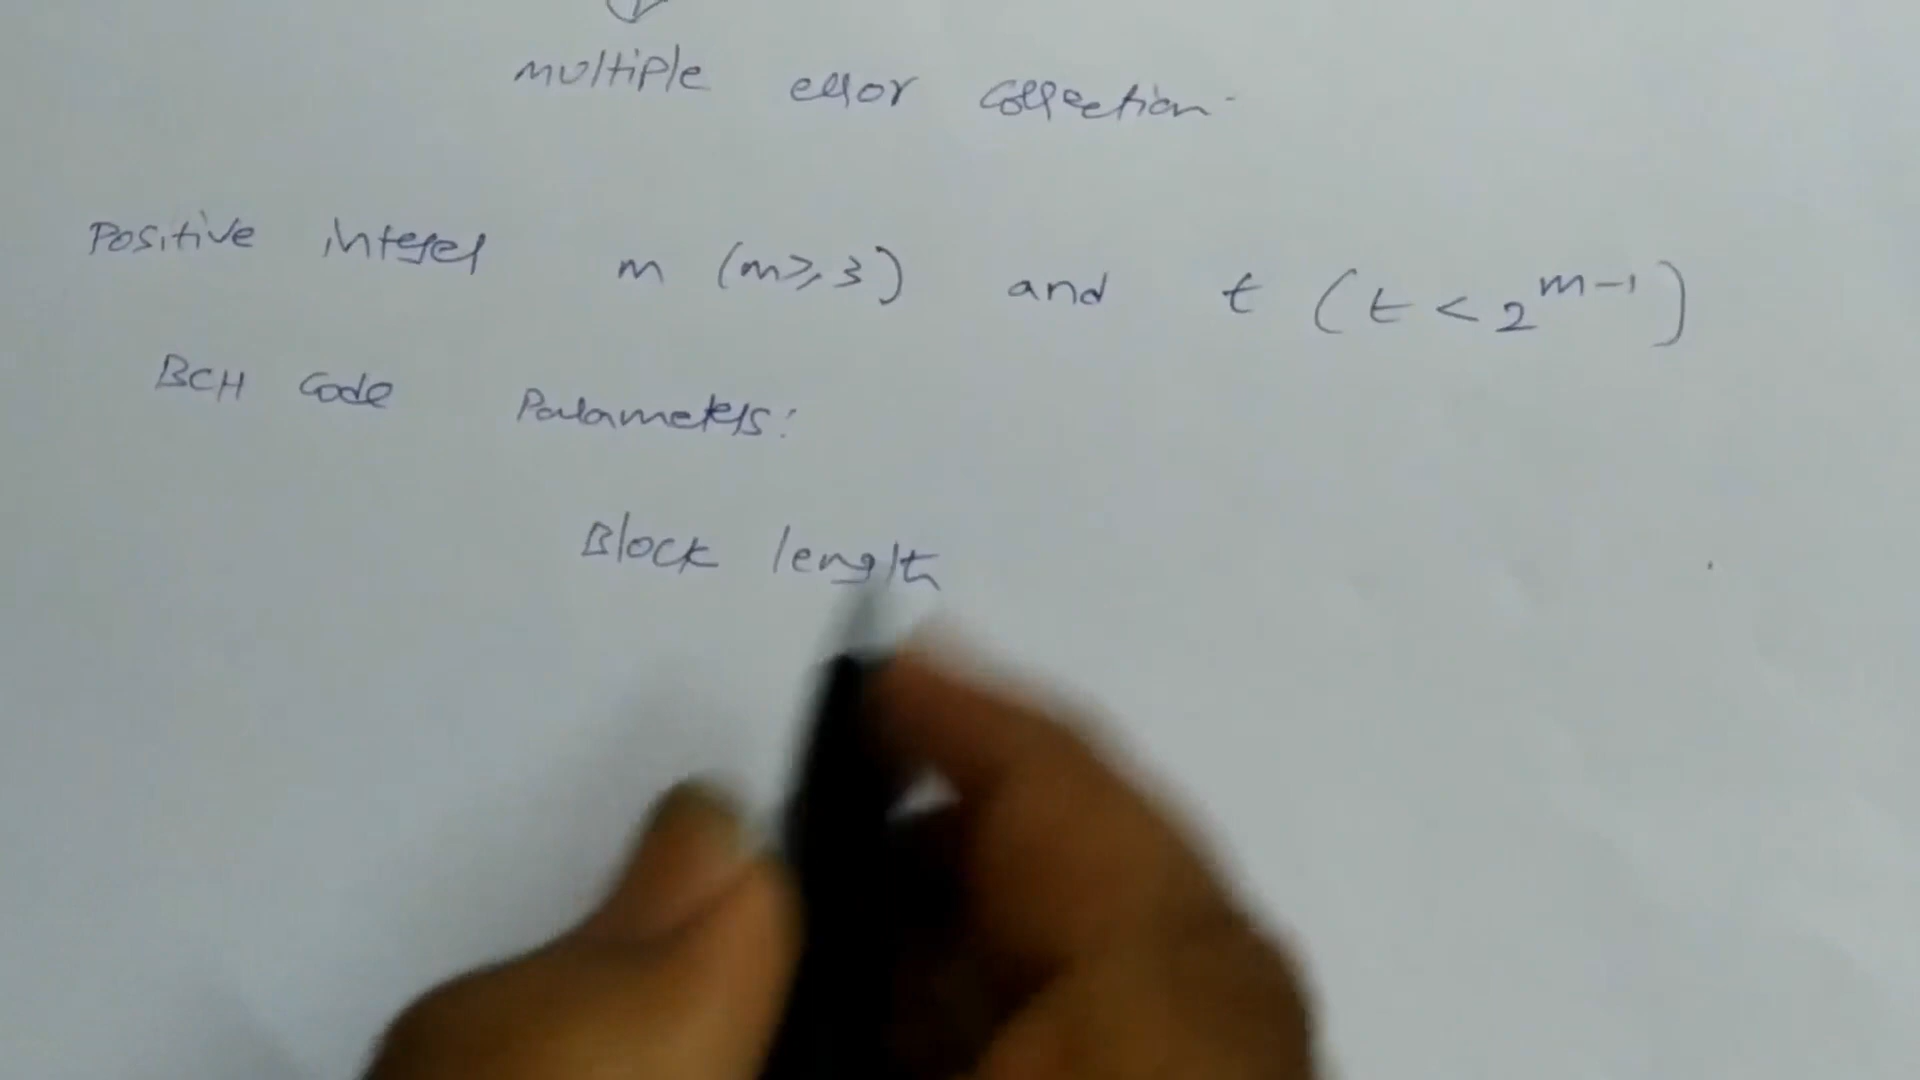 multiple error correction.
Positive integer m (m≥3) and t (t < 2^{m-1})
BCH Code Parameters:
Block length